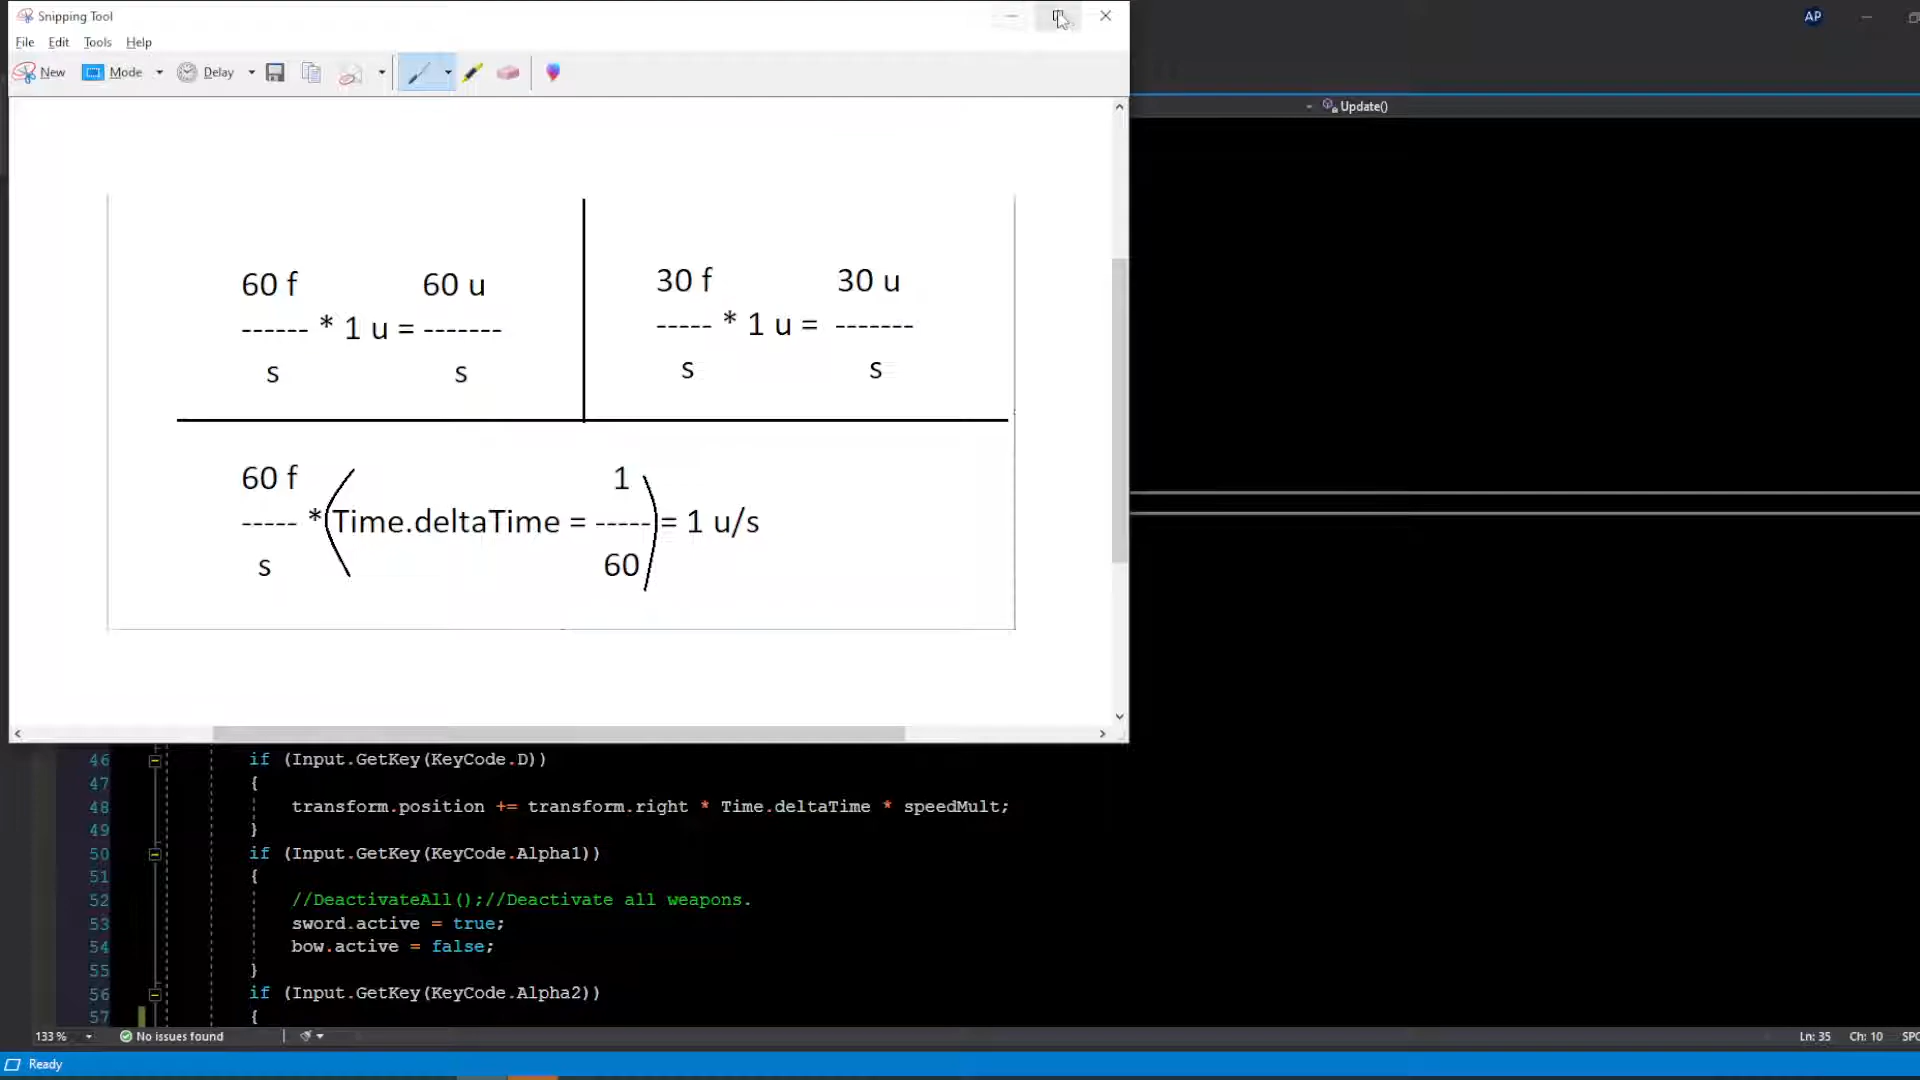 Snipping Tool
AP
File Edit Tools Help
New Mode Delay
Update()
60 f 60 u
------ * 1 u = -------
s s
30 f 30 u
----- * 1 u = -------
s s
60 f 1
----- *(Time.deltaTime = -----)= 1 u/s
s 60
46 if (Input.GetKey(KeyCode.D))
47 {
48 transform.position += transform.right * Time.deltaTime * speedMult;
49 }
50 if (Input.GetKey(KeyCode.Alpha1))
51 {
52 //DeactivateAll();//Deactivate all weapons.
53 sword.active = true;
54 bow.active = false;
55 }
56 if (Input.GetKey(KeyCode.Alpha2))
57 {
133 % No issues found Ln: 35 Ch: 10 SPC
Ready